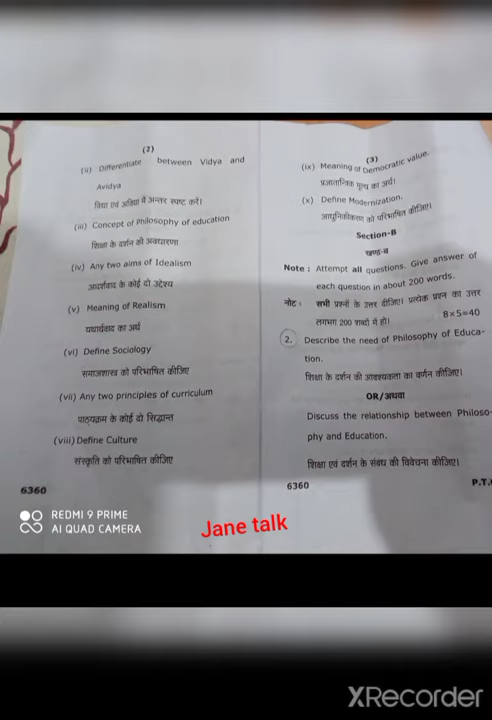 (2)
(ii) Differentiate between Vidya and
Avidya
विद्या एवं अविद्या में अन्तर स्पष्ट करें।
(iii) Concept of Philosophy of education
शिक्षा के दर्शन की अवधारणा
(iv) Any two aims of Idealism
आदर्शवाद के कोई दो उद्देश्य
(v) Meaning of Realism
यथार्थवाद का अर्थ
(vi) Define Sociology
समाजशास्त्र को परिभाषित कीजिए
(vii) Any two principles of curriculum
पाठ्यक्रम के कोई दो सिद्धान्त
(viii) Define Culture
संस्कृति को परिभाषित कीजिए
6360
(3)
(ix) Meaning of Democratic value.
प्रजातान्त्रिक मूल्य का अर्थ।
(x) Define Modernization.
आधुनिकीकरण को परिभाषित कीजिए।
Section-B
खण्ड-ब
Note : Attempt all questions. Give answer of
each question in about 200 words.
नोट : सभी प्रश्नों के उत्तर दीजिए। प्रत्येक प्रश्न का उत्तर
लगभग 200 शब्दों में हो।
8×5=40
2. Describe the need of Philosophy of Educa-
tion.
शिक्षा के दर्शन की आवश्यकता का वर्णन कीजिए।
OR/अथवा
Discuss the relationship between Philoso-
phy and Education.
शिक्षा एवं दर्शन के संबंध की विवेचना कीजिए।
6360
P.T.
REDMI 9 PRIME
AI QUAD CAMERA
Jane talk
XRecorder